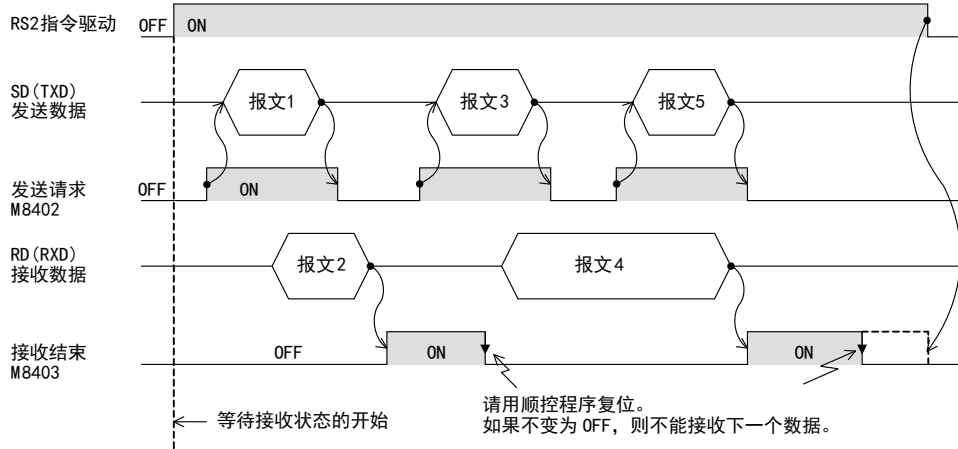 RS2指令驱动
OFF
ON
SD(TXD)
发送数据
报文1
报文3
报文5
发送请求
M8402
OFF
ON
RD(RXD)
接收数据
报文2
报文4
接收结束
M8403
OFF
ON
ON
等待接收状态的开始
请用顺控程序复位。
如果不变为OFF，则不能接收下一个数据。